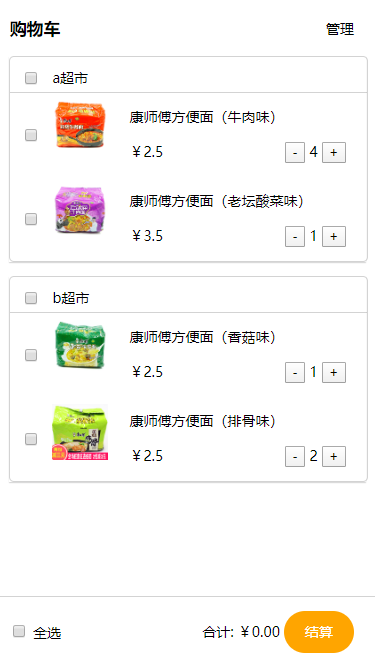 购物车 管理
a超市
康师傅方便面（牛肉味）
￥2.5 - 4 +
康师傅方便面（老坛酸菜味）
￥3.5 - 1 +
b超市
康师傅方便面（香菇味）
￥2.5 - 1 +
康师傅方便面（排骨味）
￥2.5 - 2 +
全选 合计: ￥0.00 结算